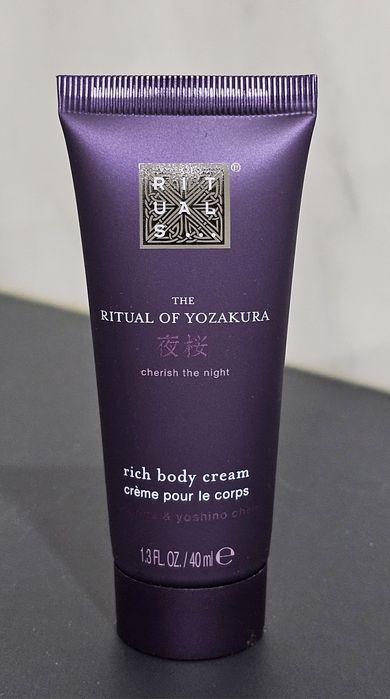 RIT
UAL
S...
®
THE
RITUAL OF YOZAKURA
夜桜
cherish the night
rich body cream
crème pour le corps
& yoshino
1.3 FL. OZ. / 40 ml ℮